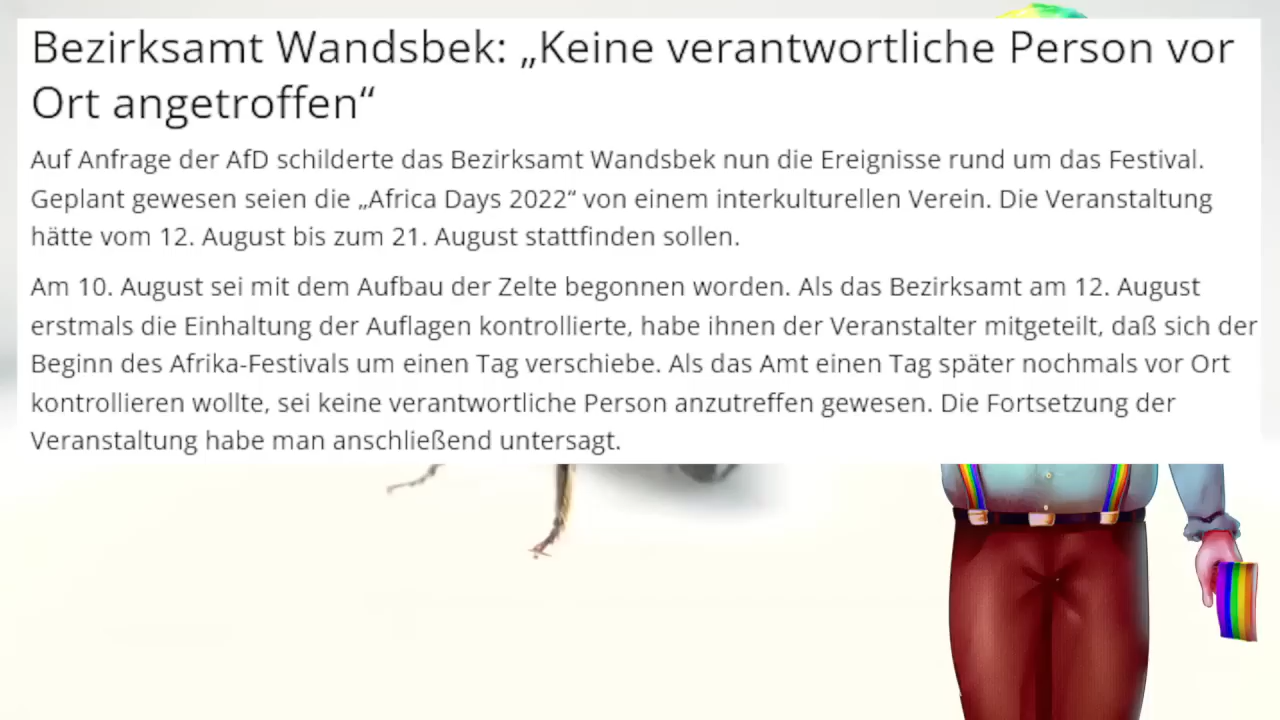 Bezirksamt Wandsbek: „Keine verantwortliche Person vor
Ort angetroffen“
Auf Anfrage der AfD schilderte das Bezirksamt Wandsbek nun die Ereignisse rund um das Festival.
Geplant gewesen seien die „Africa Days 2022“ von einem interkulturellen Verein. Die Veranstaltung
hätte vom 12. August bis zum 21. August stattfinden sollen.
Am 10. August sei mit dem Aufbau der Zelte begonnen worden. Als das Bezirksamt am 12. August
erstmals die Einhaltung der Auflagen kontrollierte, habe ihnen der Veranstalter mitgeteilt, daß sich der
Beginn des Afrika-Festivals um einen Tag verschiebe. Als das Amt einen Tag später nochmals vor Ort
kontrollieren wollte, sei keine verantwortliche Person anzutreffen gewesen. Die Fortsetzung der
Veranstaltung habe man anschließend untersagt.